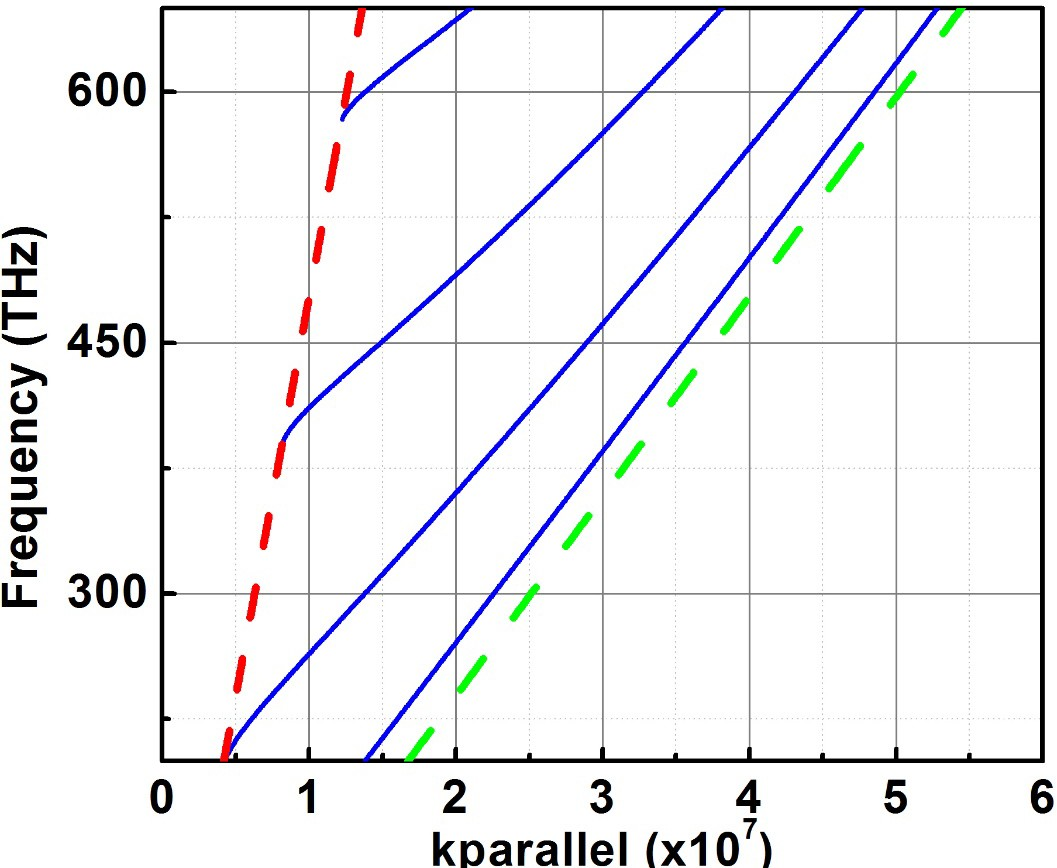 Frequency (THz)
600
450
300
0 1 2 3 4 5 6
kparallel (x10⁷)